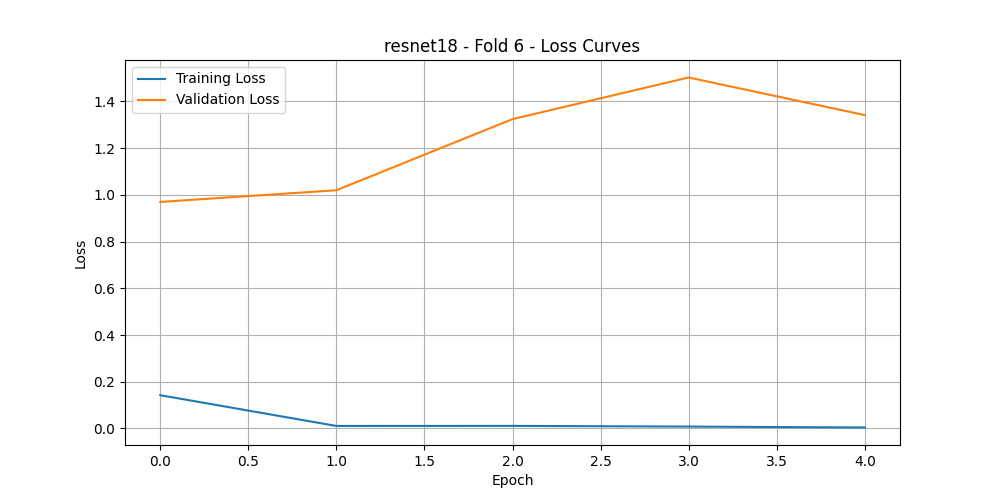 resnet18 - Fold 6 - Loss Curves
Training Loss
Validation Loss
1.4
1.2
1.0
0.8
0.6
0.4
0.2
0.0
Loss
0.0 0.5 1.0 1.5 2.0 2.5 3.0 3.5 4.0
Epoch